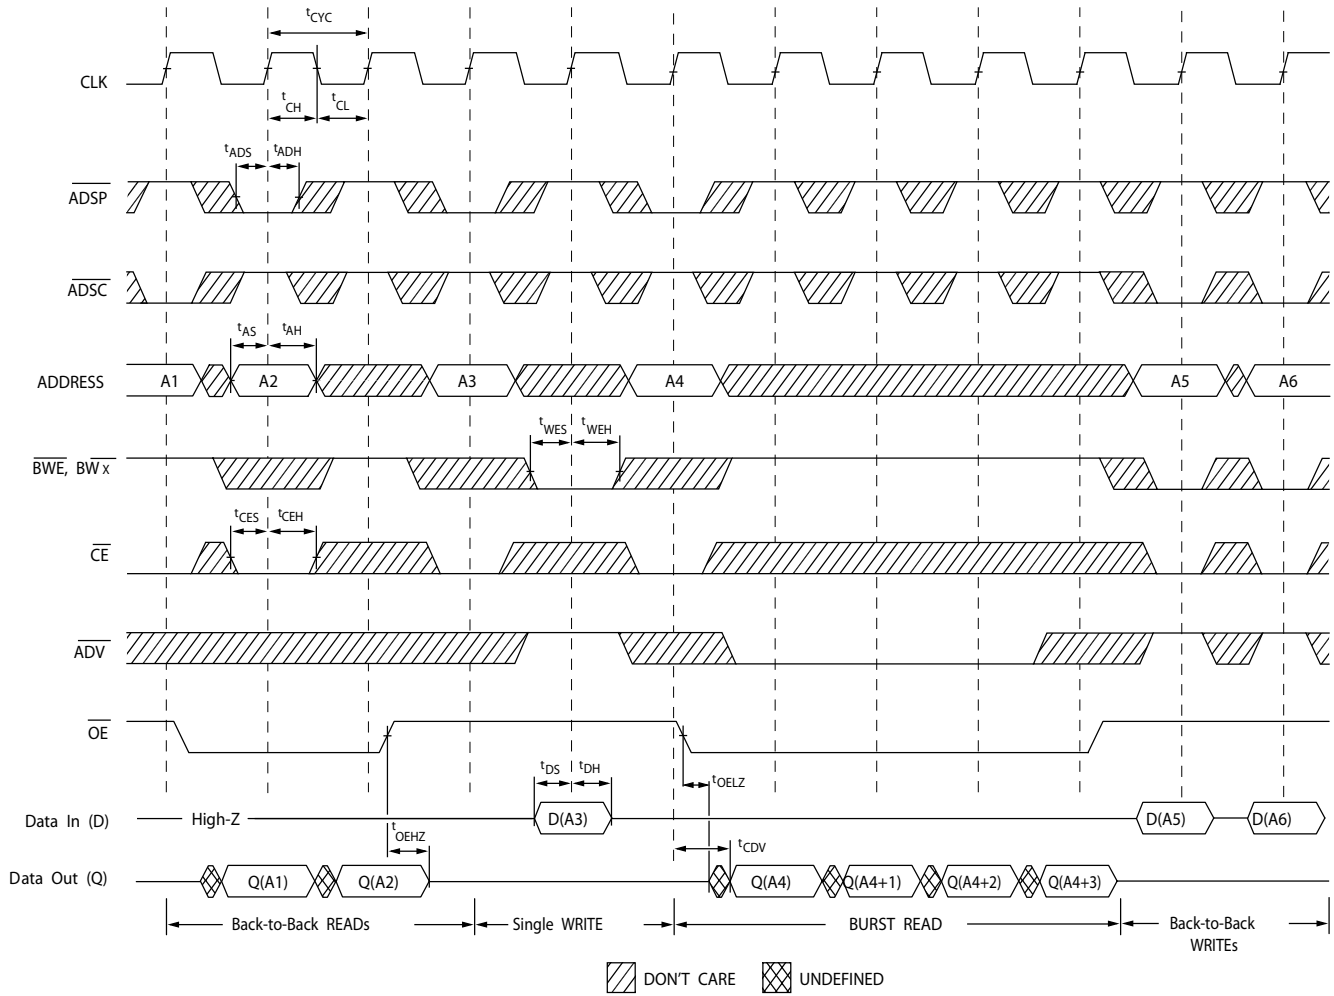 tCYC
CLK
tCH
tCL
tADS
tADH
ADSP
ADSC
tAS
tAH
ADDRESS
A1
A2
A3
A4
A5
A6
tWES
tWEH
BWE, BW x
tCES
tCEH
CE
ADV
OE
tDS
tDH
tOELZ
Data In (D)
High-Z
D(A3)
D(A5)
D(A6)
tOEHZ
tCDV
Data Out (Q)
Q(A1)
Q(A2)
Q(A4)
Q(A4+1)
Q(A4+2)
Q(A4+3)
Back-to-Back READs
Single WRITE
BURST READ
Back-to-Back
WRITEs
DON'T CARE
UNDEFINED